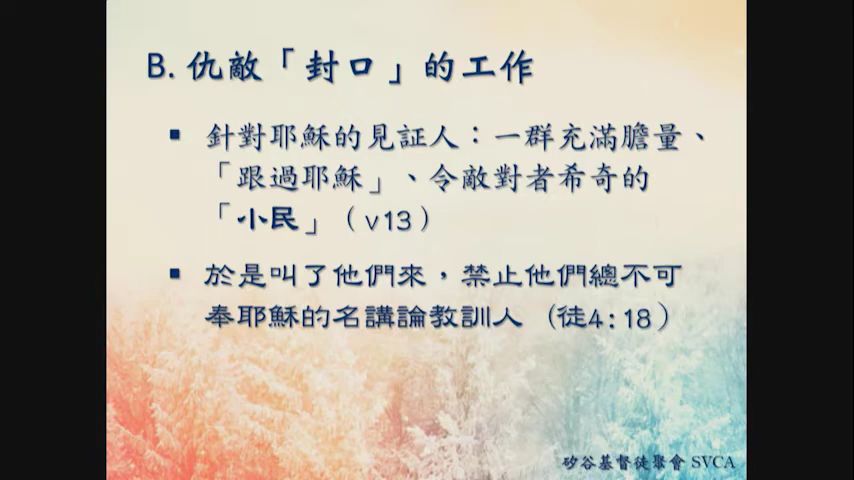 B. 仇敵「封口」的工作
▪ 針對耶穌的見証人：一群充滿膽量、
「跟過耶穌」、令敵對者希奇的
「小民」（v13）
▪ 於是叫了他們來，禁止他們總不可
奉耶穌的名講論教訓人 (徒4:18)
矽谷基督徒聚會 SVCA